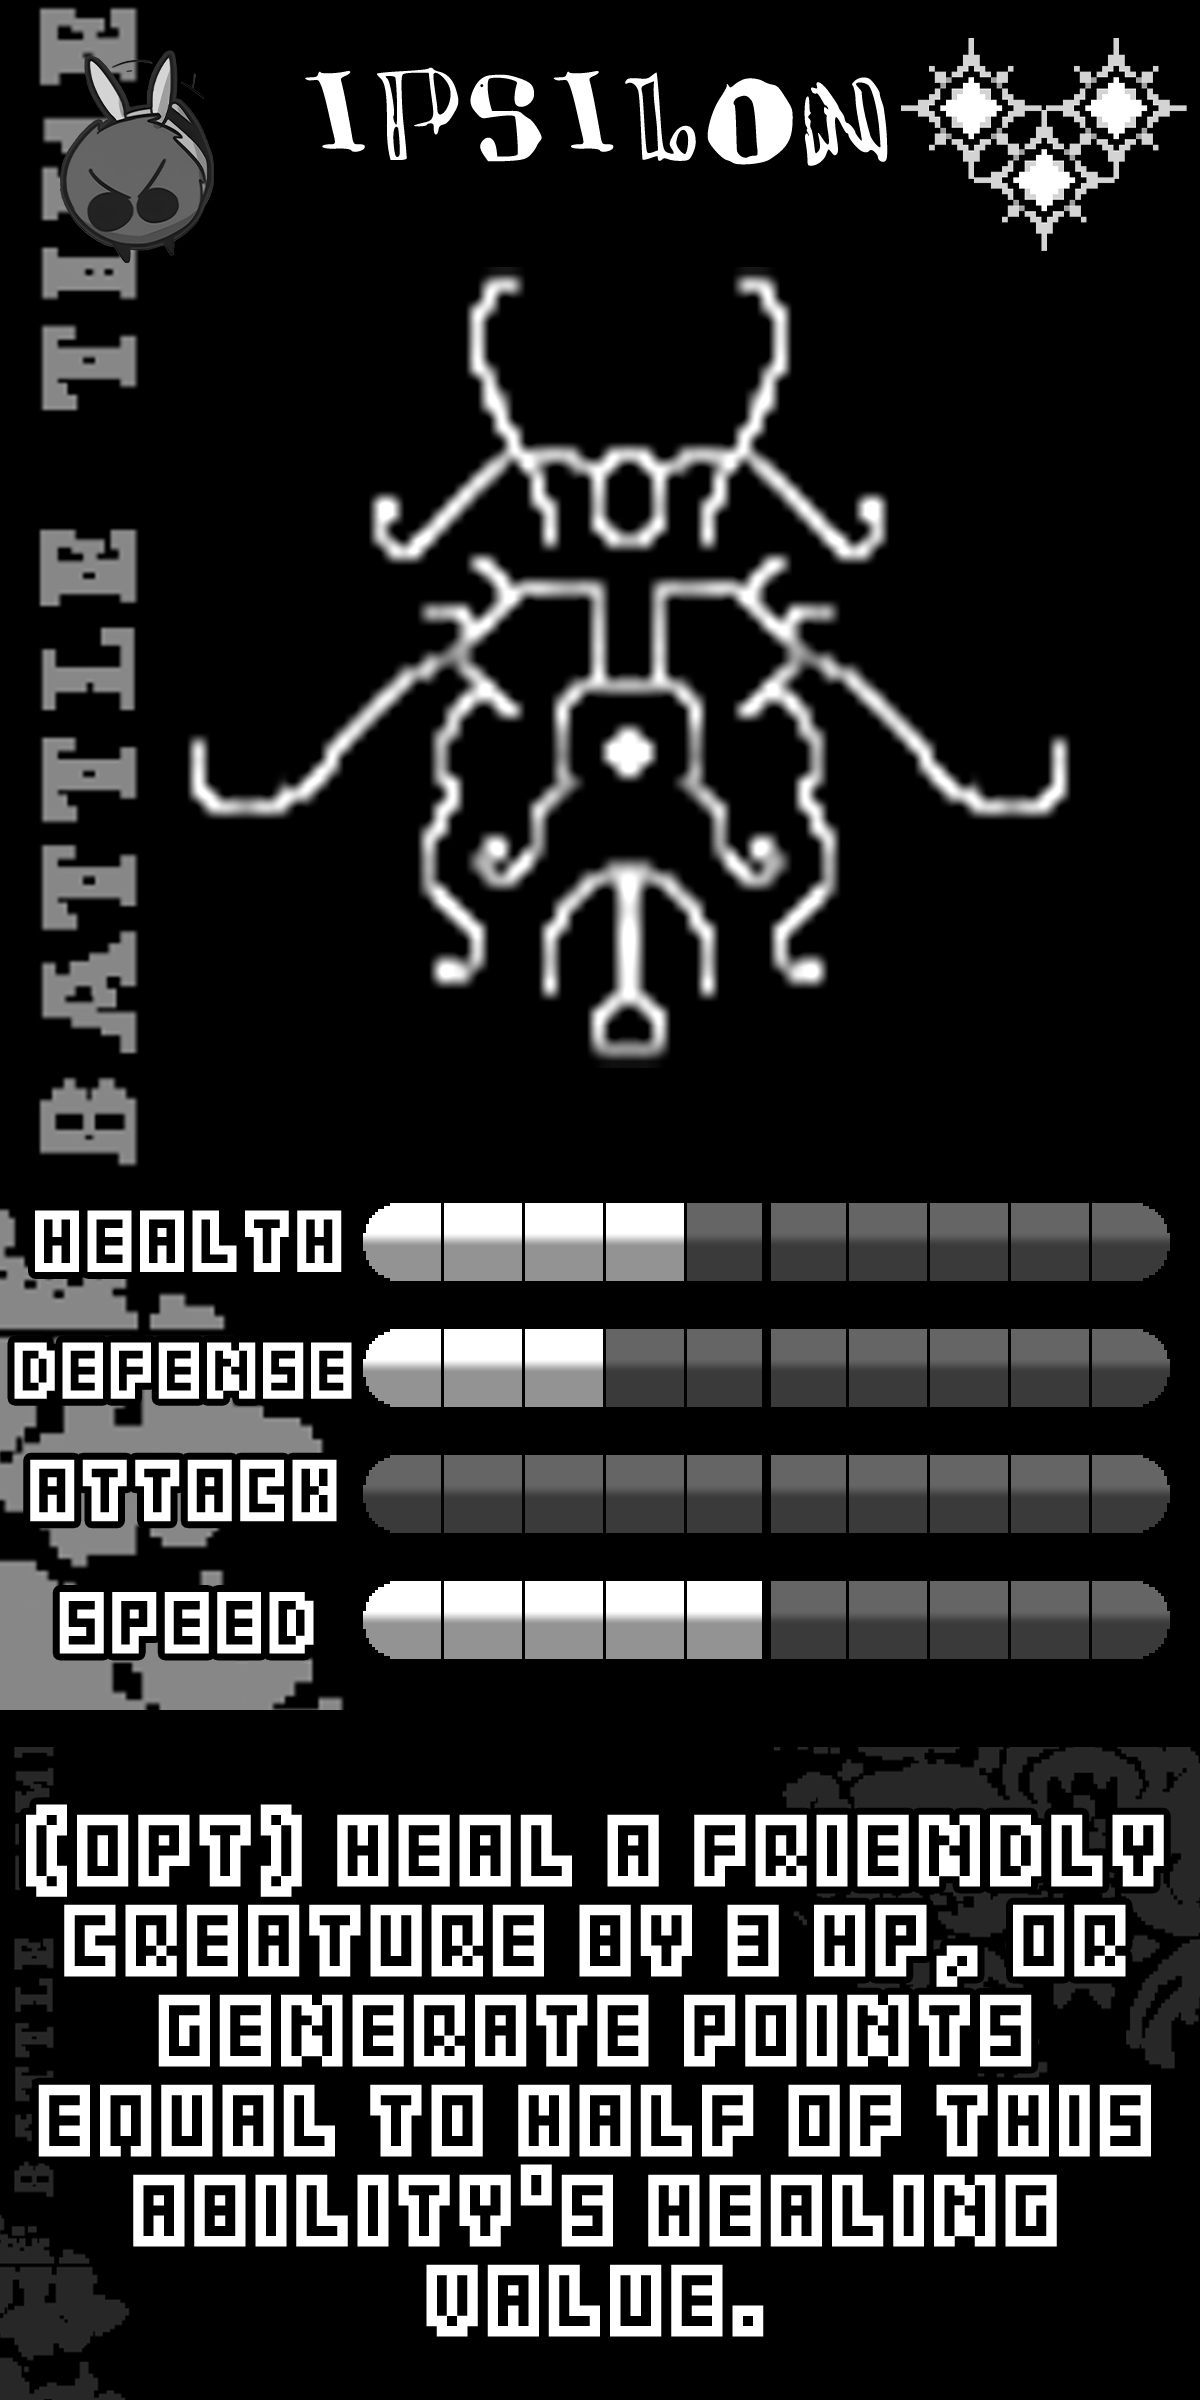 IPSILON
BATTLE TIME
HEALTH
DEFENSE
ATTACK
SPEED
(OPT) HEAL A FRIENDLY
CREATURE BY 3 HP, OR
GENERATE POINTS
EQUAL TO HALF OF THIS
ABILITY'S HEALING
VALUE.